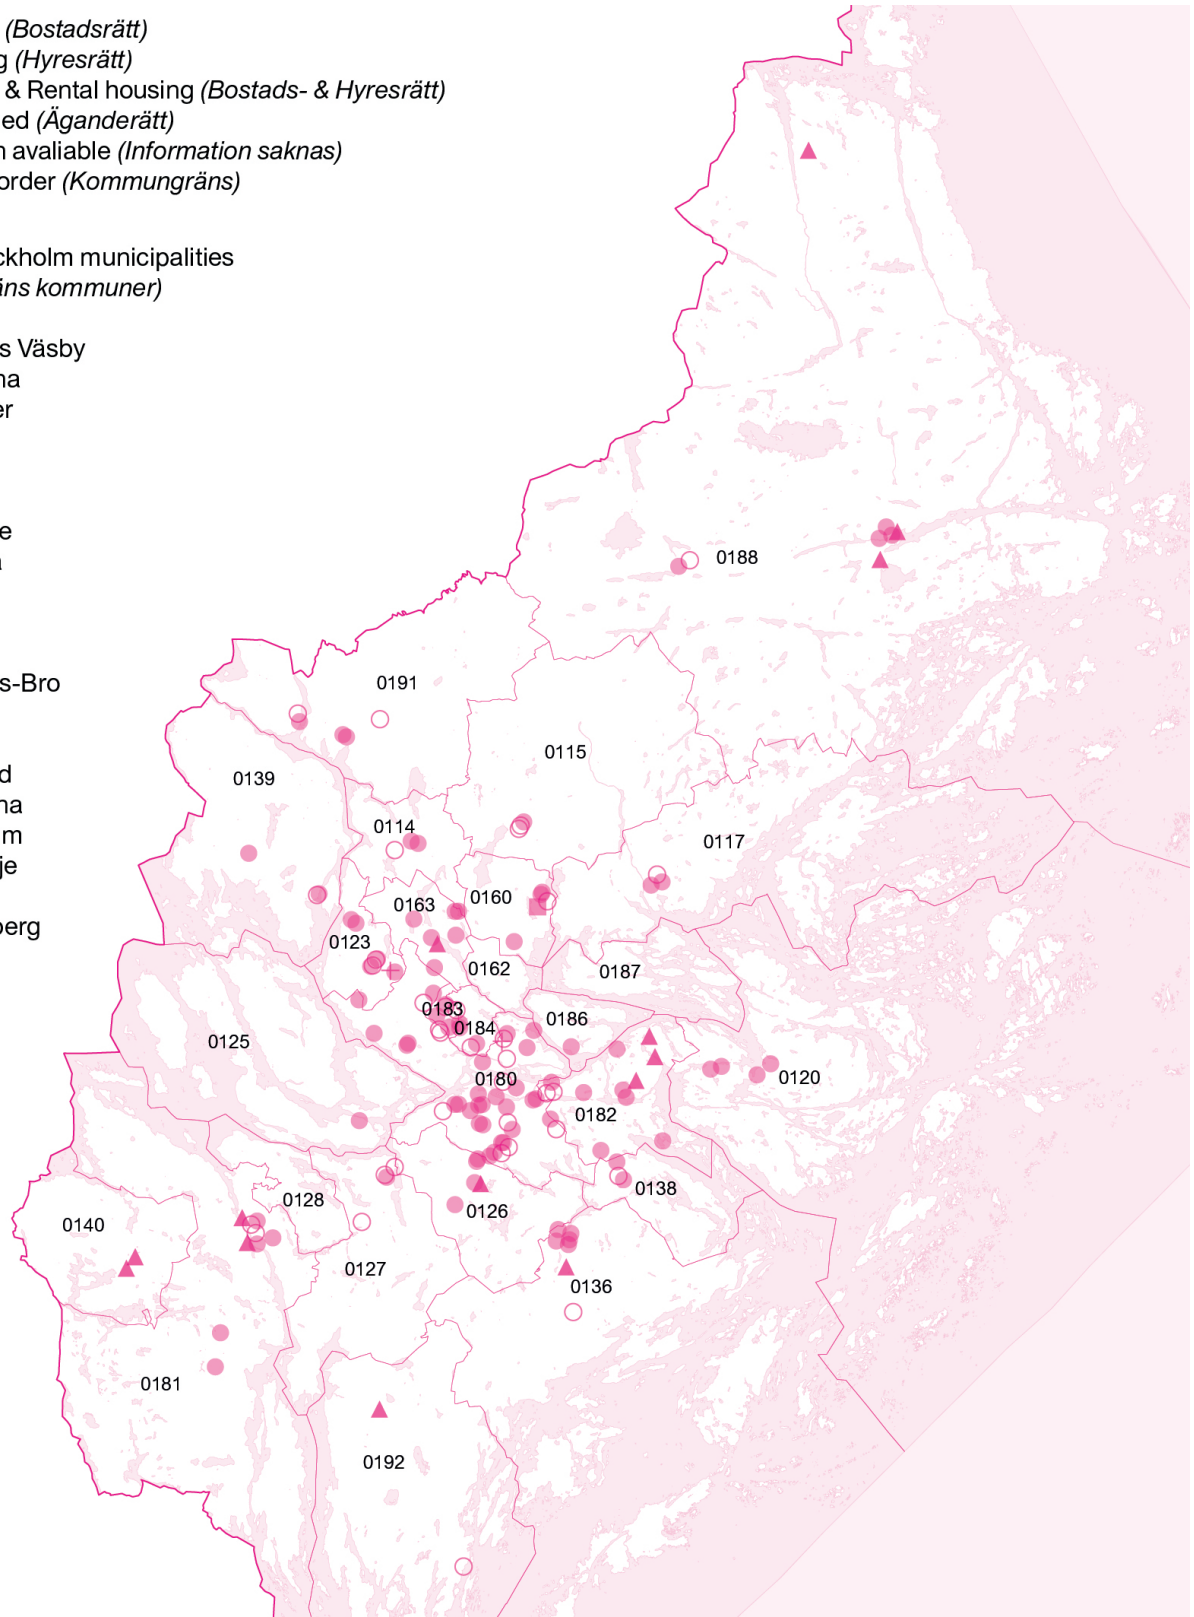 (Bostadsrätt)
g (Hyresrätt)
& Rental housing (Bostads- & Hyresrätt)
ed (Äganderätt)
n avaliable (Information saknas)
order (Kommungräns)
ckholm municipalities
äns kommuner)
s Väsby
na
er
e
a
s-Bro
d
na
m
je
berg
0188
0191
0115
0139
0114
0117
0160
0163
0123
0162
0187
0183
0186
0184
0125
0180
0120
0182
0138
0128
0126
0140
0127
0136
0181
0192